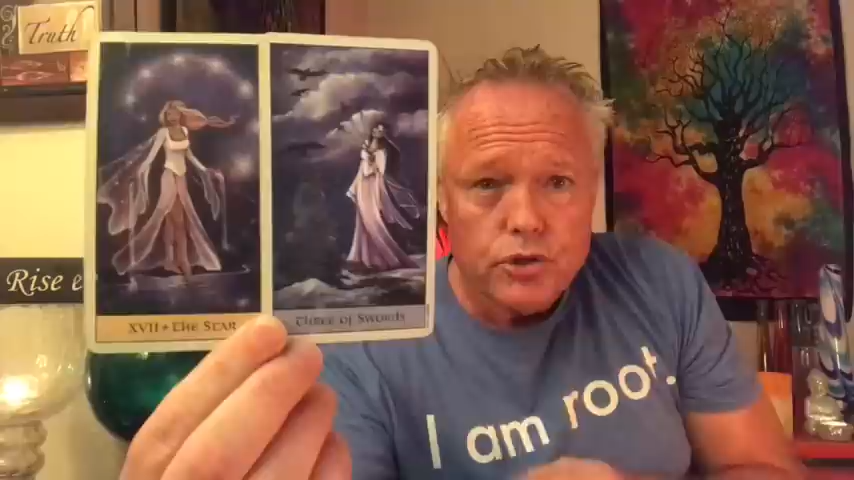 Truth
Rise
XVII + The Star
Three of Swords
I am root.